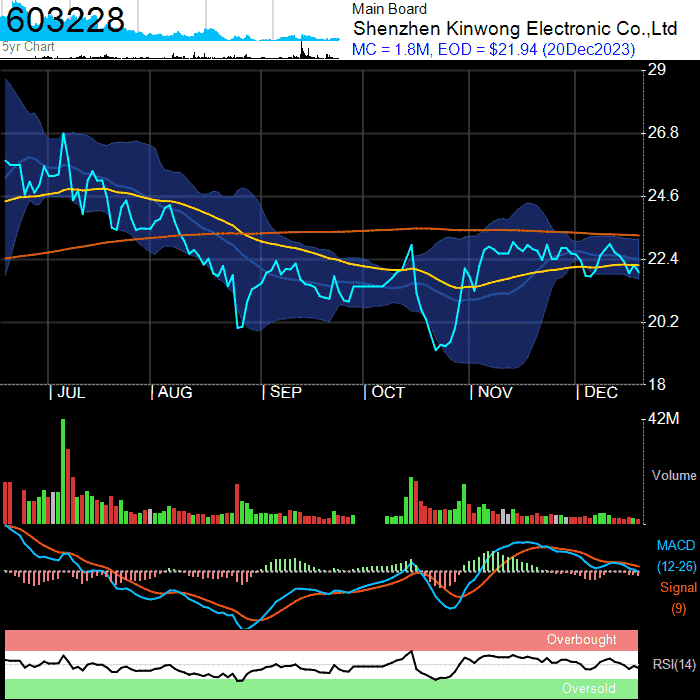 603228
5yr Chart
Main Board
Shenzhen Kinwong Electronic Co.,Ltd
MC = 1.8M, EOD = $21.94 (20Dec2023)
29
26.8
24.6
22.4
20.2
18
| JUL | AUG | SEP | OCT | NOV | DEC
42M
Volume
MACD
(12-26)
Signal
(9)
Overbought
RSI(14)
Oversold